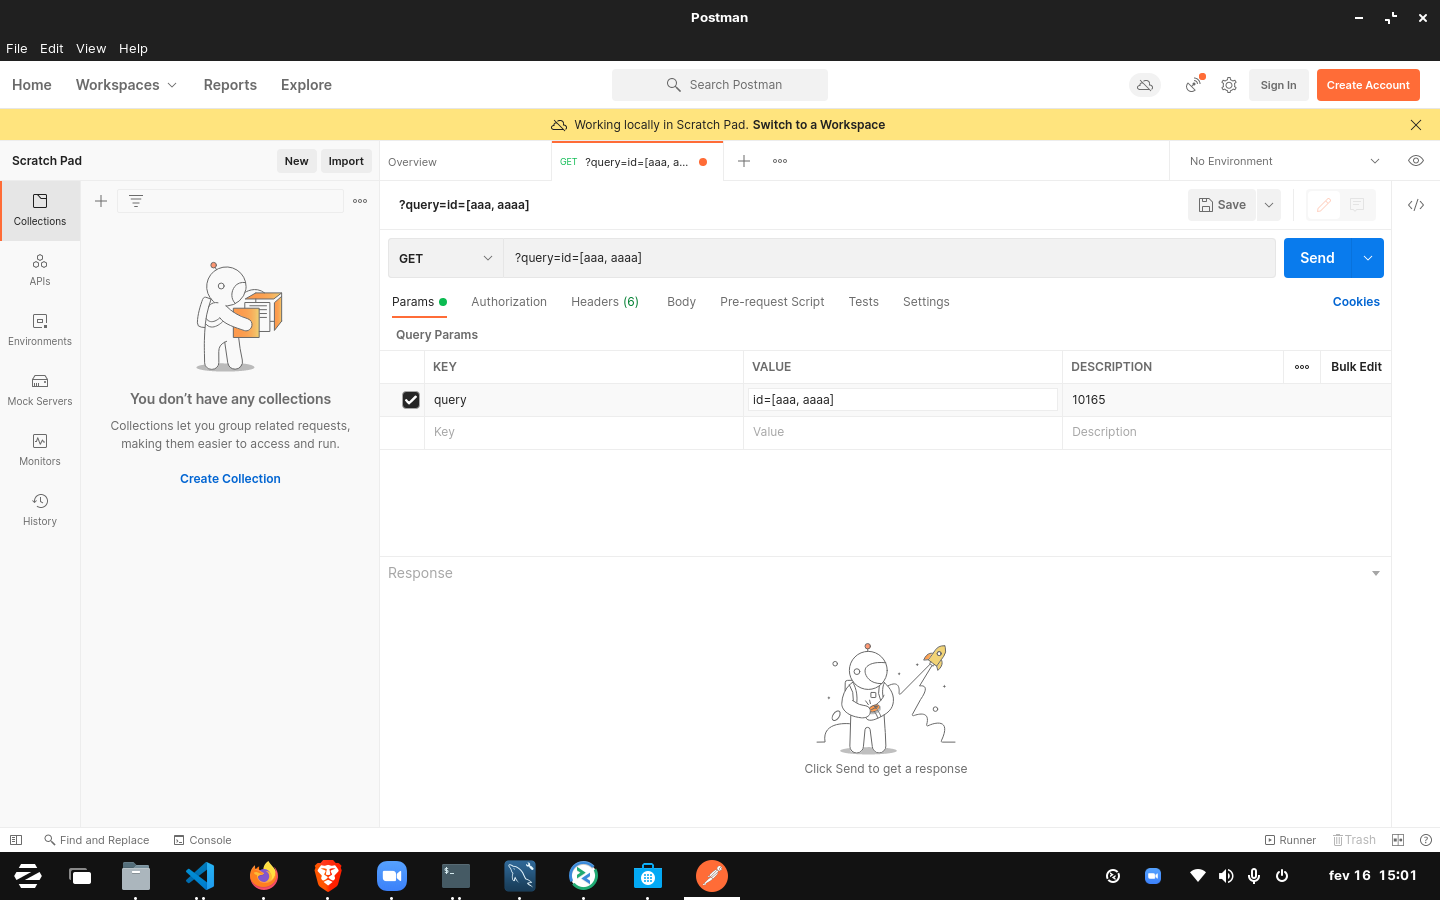 Postman
File Edit View Help
Home Workspaces Reports Explore Search Postman Sign In Create Account
Working locally in Scratch Pad. Switch to a Workspace
Scratch Pad New Import Overview GET ?query=id=[aaa, a... No Environment
Collections
APIs
Environments
Mock Servers
Monitors
History
You don’t have any collections
Collections let you group related requests,
making them easier to access and run.
Create Collection
?query=id=[aaa, aaaa] Save
GET ?query=id=[aaa, aaaa] Send
Params Authorization Headers (6) Body Pre-request Script Tests Settings Cookies
Query Params
KEY VALUE DESCRIPTION Bulk Edit
query id=[aaa, aaaa] 10165
Key Value Description
Response
Click Send to get a response
Find and Replace Console Runner Trash
fev 16 15:01